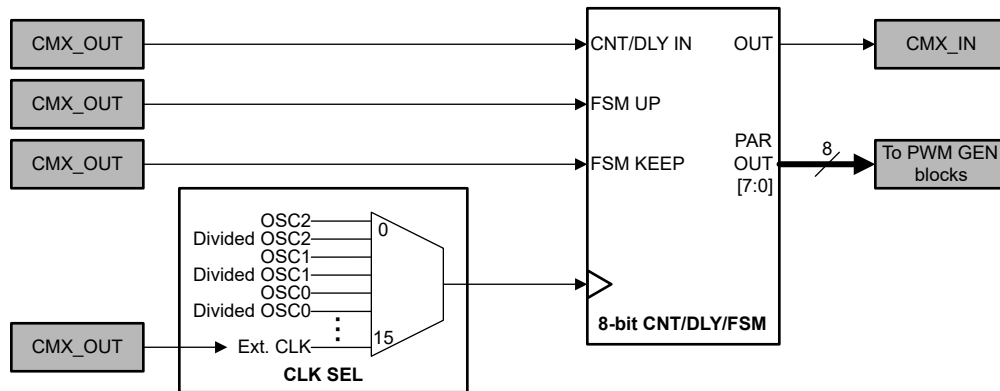 CMX_OUT
CNT/DLY IN
OUT
CMX_IN
CMX_OUT
FSM UP
CMX_OUT
FSM KEEP
PAR
OUT
[7:0]
8
To PWM GEN
blocks
OSC2
Divided OSC2
OSC1
Divided OSC1
OSC0
Divided OSC0
0
15
CMX_OUT
Ext. CLK
CLK SEL
8-bit CNT/DLY/FSM